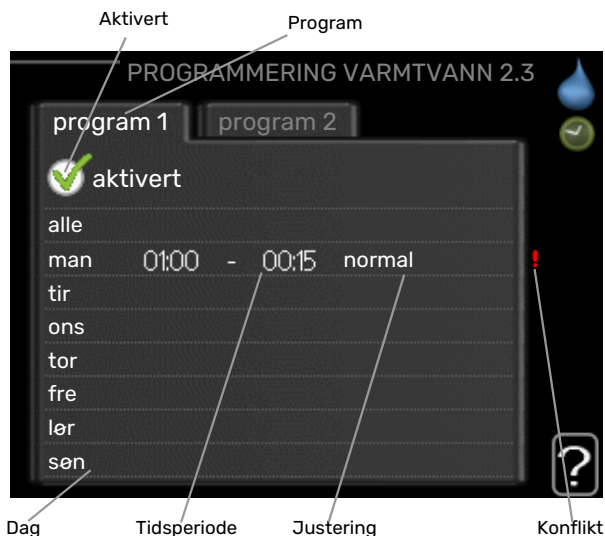 Aktivert
Program
PROGRAMMERING VARMTVANN 2.3
program 1 program 2
aktivert
alle
man 01:00 - 00:15 normal !
tir
ons
tor
fre
lør
søn
?
Dag Tidsperiode Justering Konflikt